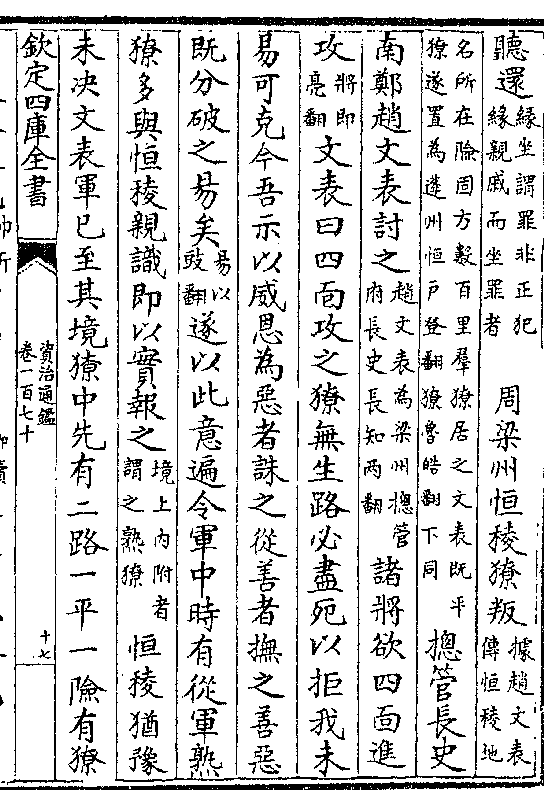 聽還緣坐謂罪非正犯緣親戚而坐罪者　周梁州恒稜獠叛據趙文表傳恒稜地
名所在險固方數百里羣獠居之文表既平獠遂置為蓬州恒戶登翻獠魯皓翻下同摠管長史
南鄭趙文表討之趙文表為梁州摠管府長史長知兩翻諸將欲四面進
攻將即亮翻文表曰四面攻之獠無生路必盡死以拒我未
易可克今吾示以威恩為惡者誅之從善者撫之善惡
既分破之易矣易以豉翻遂以此意遍令軍中時有從軍熟
獠多與恒稜親識即以實報之境上內附者謂之熟獠恒稜猶豫
未決文表軍已至其境獠中先有二路一平一險有獠
欽定四庫全書
資治通鑑
卷一百七十
十七